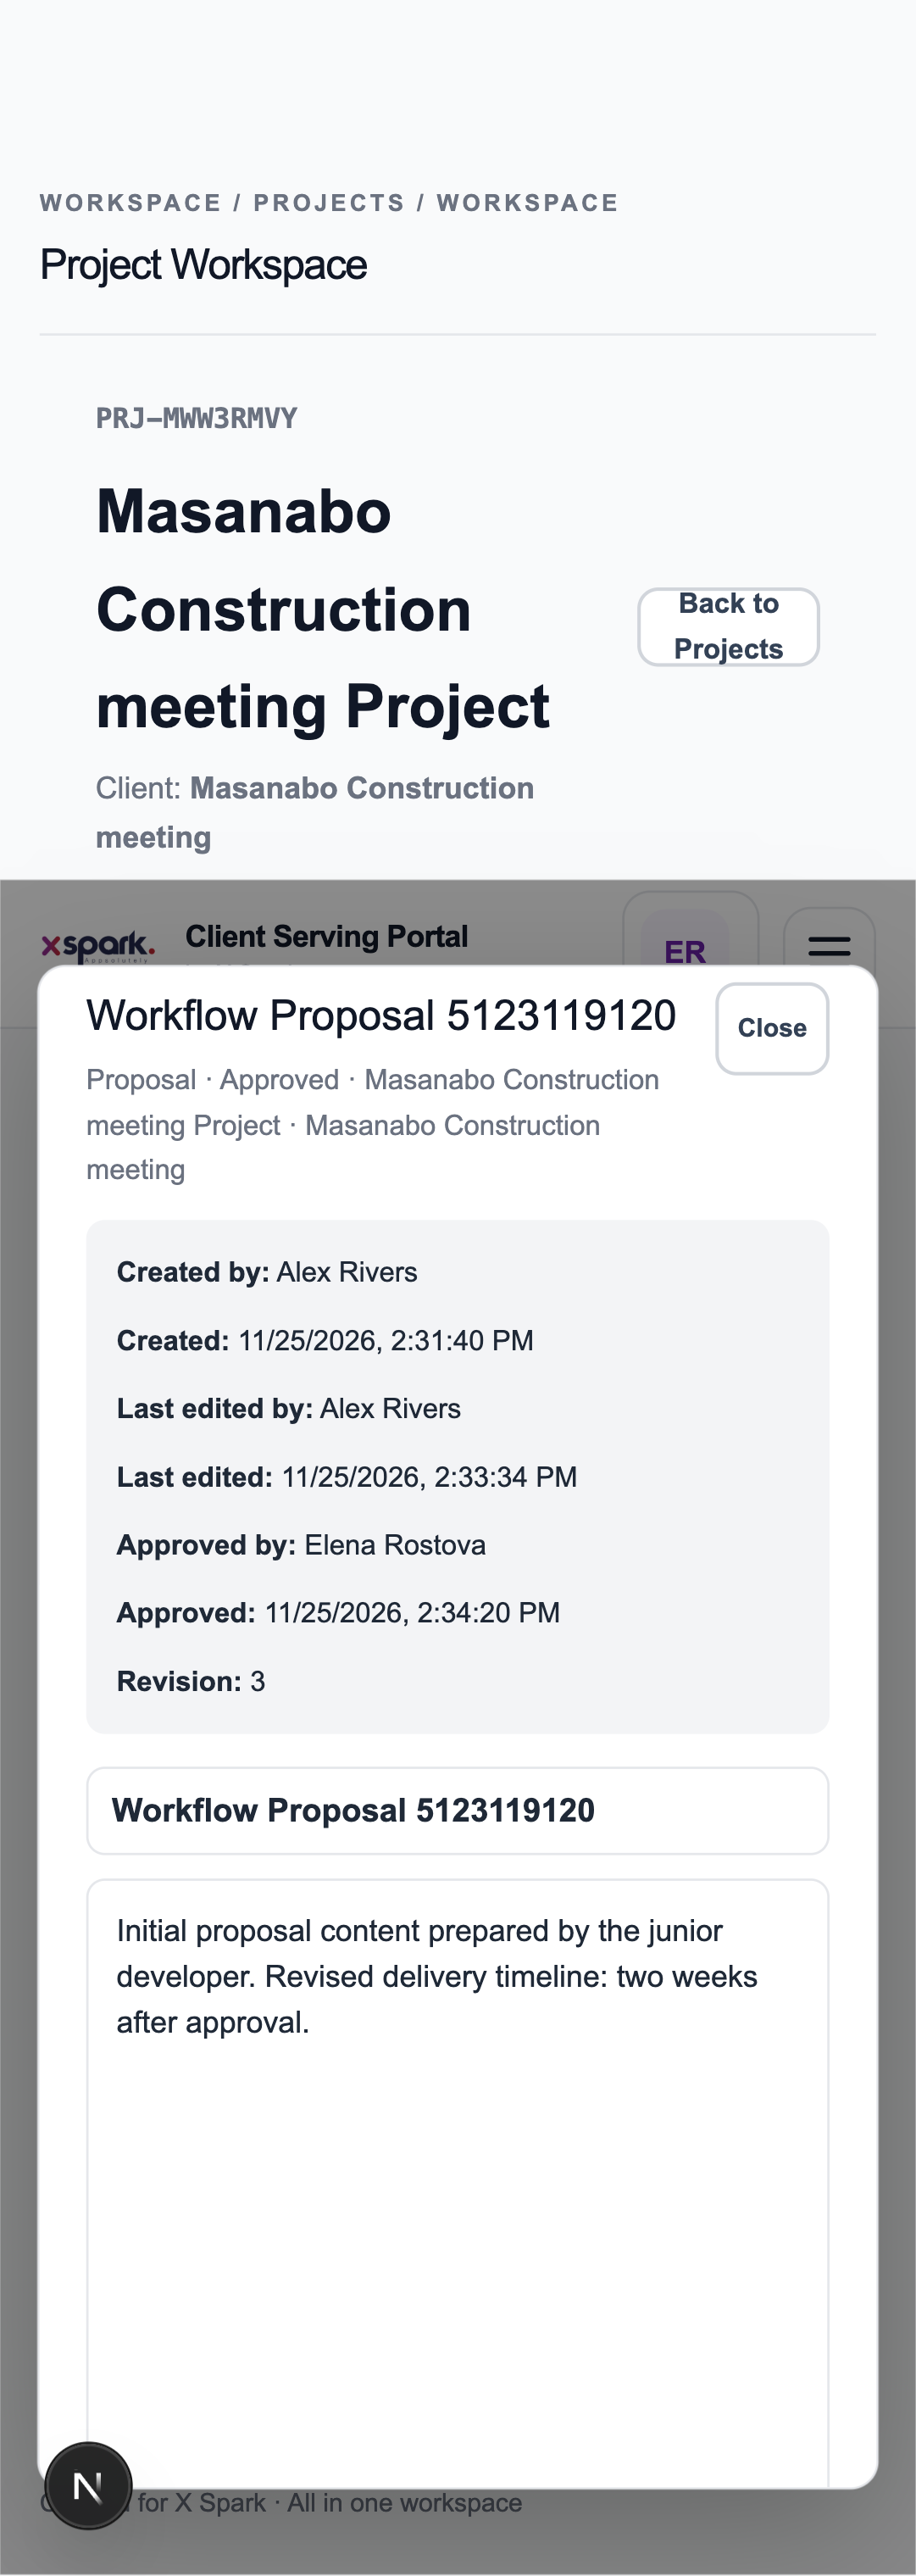 WORKSPACE / PROJECTS / WORKSPACE
Project Workspace
PRJ-MWW3RMVY
Masanabo
Construction
meeting Project
Back to
Projects
Client: Masanabo Construction
meeting
xspark.
Appsolutely
Client Serving Portal
ER
Workflow Proposal 5123119120
Close
Proposal · Approved · Masanabo Construction
meeting Project · Masanabo Construction
meeting
Created by: Alex Rivers
Created: 11/25/2026, 2:31:40 PM
Last edited by: Alex Rivers
Last edited: 11/25/2026, 2:33:34 PM
Approved by: Elena Rostova
Approved: 11/25/2026, 2:34:20 PM
Revision: 3
Workflow Proposal 5123119120
Initial proposal content prepared by the junior
developer. Revised delivery timeline: two weeks
after approval.
N
for X Spark · All in one workspace